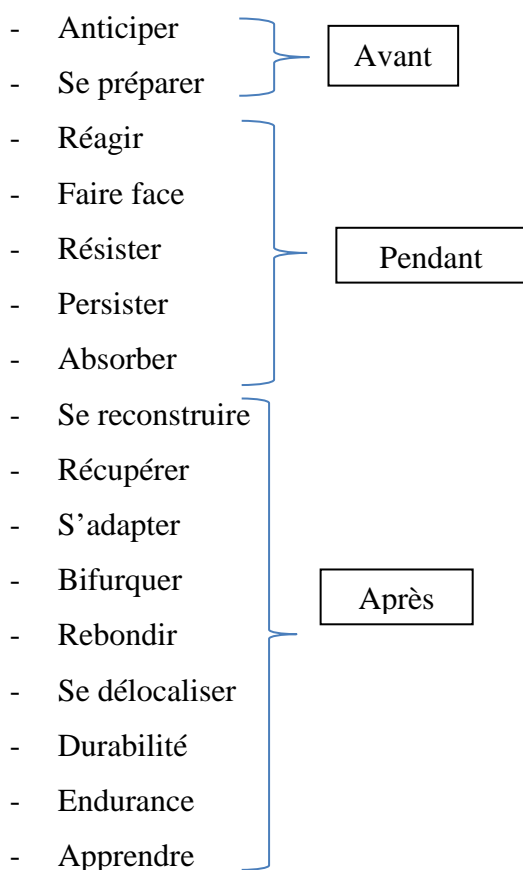 - Anticiper
Avant
- Se préparer
- Réagir
- Faire face
- Résister
Pendant
- Persister
- Absorber
- Se reconstruire
- Récupérer
- S’adapter
- Bifurquer
Après
- Rebondir
- Se délocaliser
- Durabilité
- Endurance
- Apprendre